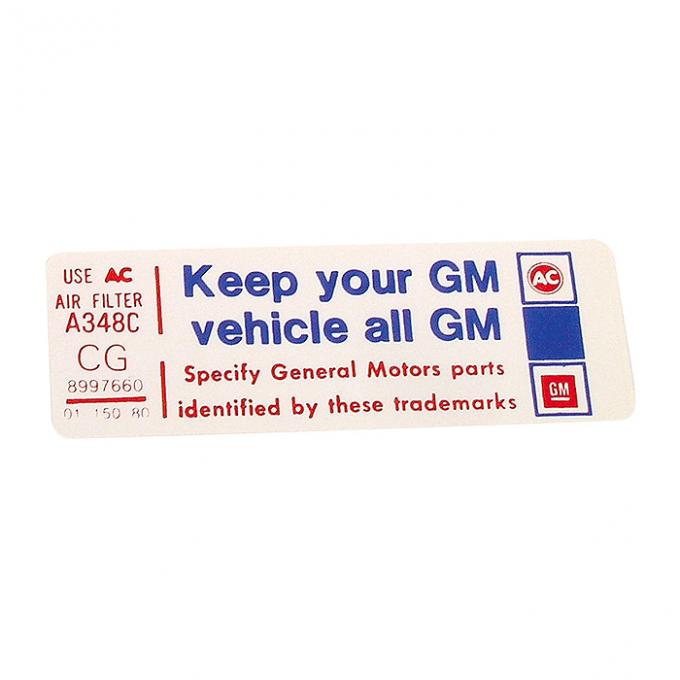 USE AC
AIR FILTER
A348C
CG
8997660
01 150 80
Keep your GM
vehicle all GM
Specify General Motors parts
identified by these trademarks
AC
GM